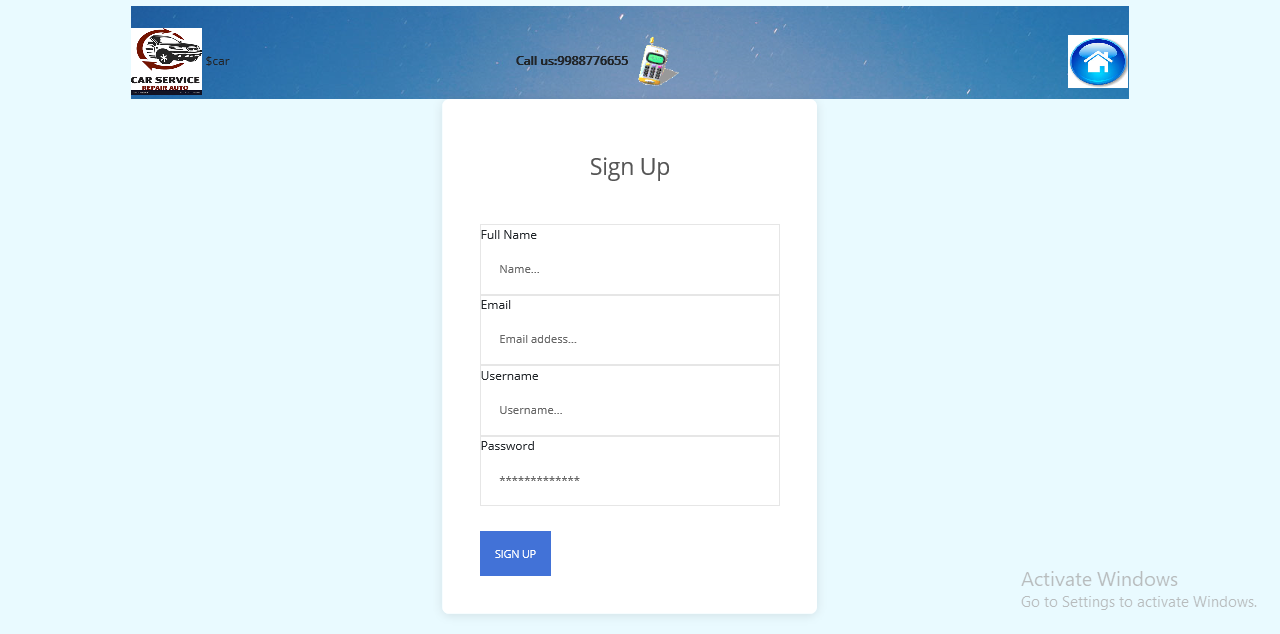 CAR SERVICE
REPAIR AUTO
$car
Call us:9988776655
Sign Up
Full Name
Name...
Email
Email addess...
Username
Username...
Password
*************
SIGN UP
Activate Windows
Go to Settings to activate Windows.